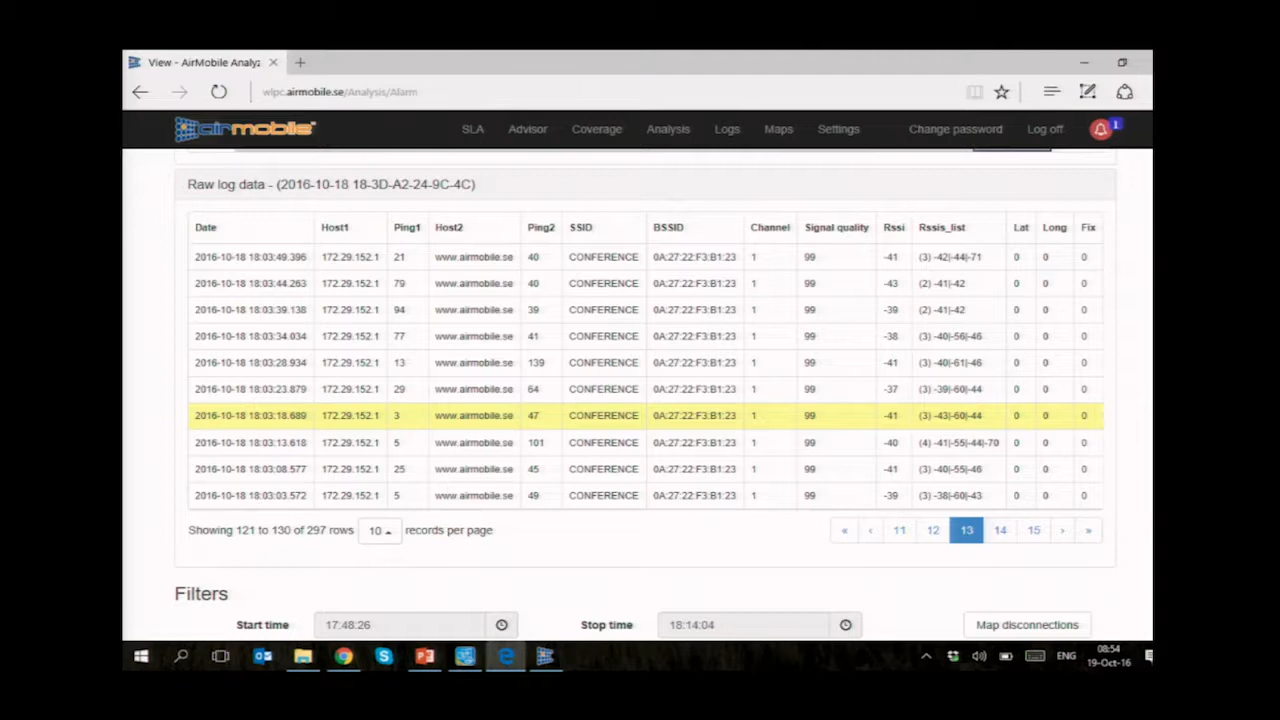 View - AirMobile Analyz
wlpc.airmobile.se/Analysis/Alarm
airmobile SLA Advisor Coverage Analysis Logs Maps Settings Change password Log off 1
Raw log data - (2016-10-18 18-3D-A2-24-9C-4C)
Date Host1 Ping1 Host2 Ping2 SSID BSSID Channel Signal quality Rssi Rssis_list Lat Long Fix
2016-10-18 18:03:49.396 172.29.152.1 21 www.airmobile.se 40 CONFERENCE 0A:27:22:F3:B1:23 1 99 -41 (3) -42|-44|-71 0 0 0
2016-10-18 18:03:44.263 172.29.152.1 79 www.airmobile.se 40 CONFERENCE 0A:27:22:F3:B1:23 1 99 -43 (2) -41|-42 0 0 0
2016-10-18 18:03:39.138 172.29.152.1 94 www.airmobile.se 39 CONFERENCE 0A:27:22:F3:B1:23 1 99 -39 (2) -41|-42 0 0 0
2016-10-18 18:03:34.034 172.29.152.1 77 www.airmobile.se 41 CONFERENCE 0A:27:22:F3:B1:23 1 99 -38 (3) -40|-56|-46 0 0 0
2016-10-18 18:03:28.934 172.29.152.1 13 www.airmobile.se 139 CONFERENCE 0A:27:22:F3:B1:23 1 99 -41 (3) -40|-61|-46 0 0 0
2016-10-18 18:03:23.879 172.29.152.1 29 www.airmobile.se 64 CONFERENCE 0A:27:22:F3:B1:23 1 99 -37 (3) -39|-60|-44 0 0 0
2016-10-18 18:03:18.689 172.29.152.1 3 www.airmobile.se 47 CONFERENCE 0A:27:22:F3:B1:23 1 99 -41 (3) -43|-60|-44 0 0 0
2016-10-18 18:03:13.618 172.29.152.1 5 www.airmobile.se 101 CONFERENCE 0A:27:22:F3:B1:23 1 99 -40 (4) -41|-55|-44|-70 0 0 0
2016-10-18 18:03:08.577 172.29.152.1 25 www.airmobile.se 45 CONFERENCE 0A:27:22:F3:B1:23 1 99 -41 (3) -40|-55|-46 0 0 0
2016-10-18 18:03:03.572 172.29.152.1 5 www.airmobile.se 49 CONFERENCE 0A:27:22:F3:B1:23 1 99 -39 (3) -38|-60|-43 0 0 0
Showing 121 to 130 of 297 rows 10 records per page « ‹ 11 12 13 14 15 › »
Filters
Start time 17:48:26 Stop time 18:14:04 Map disconnections
ENG 08:54
19-Oct-16